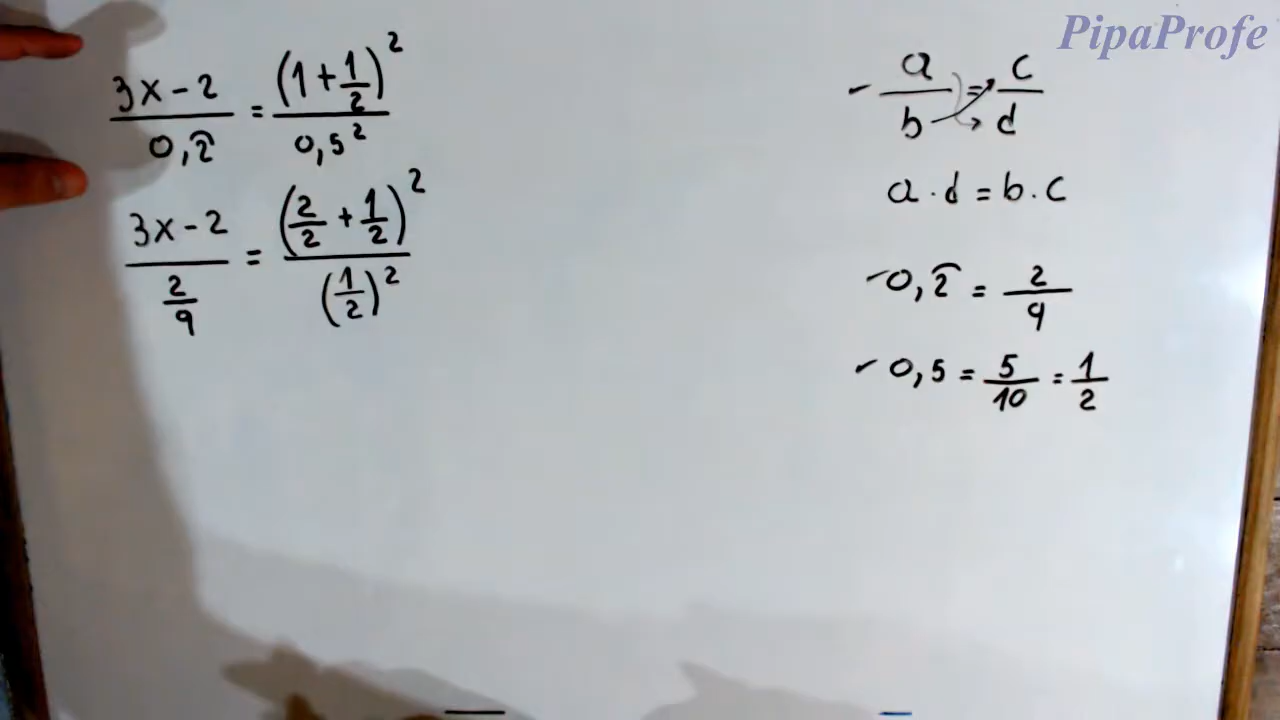 PipaProfe
(3x-2)/(0,2̑) = (1+1/2)²/(0,5²)
(3x-2)/(2/9) = (2/2+1/2)²/(1/2)²
a/b = c/d
a·d = b·c
0,2̑ = 2/9
0,5 = 5/10 = 1/2